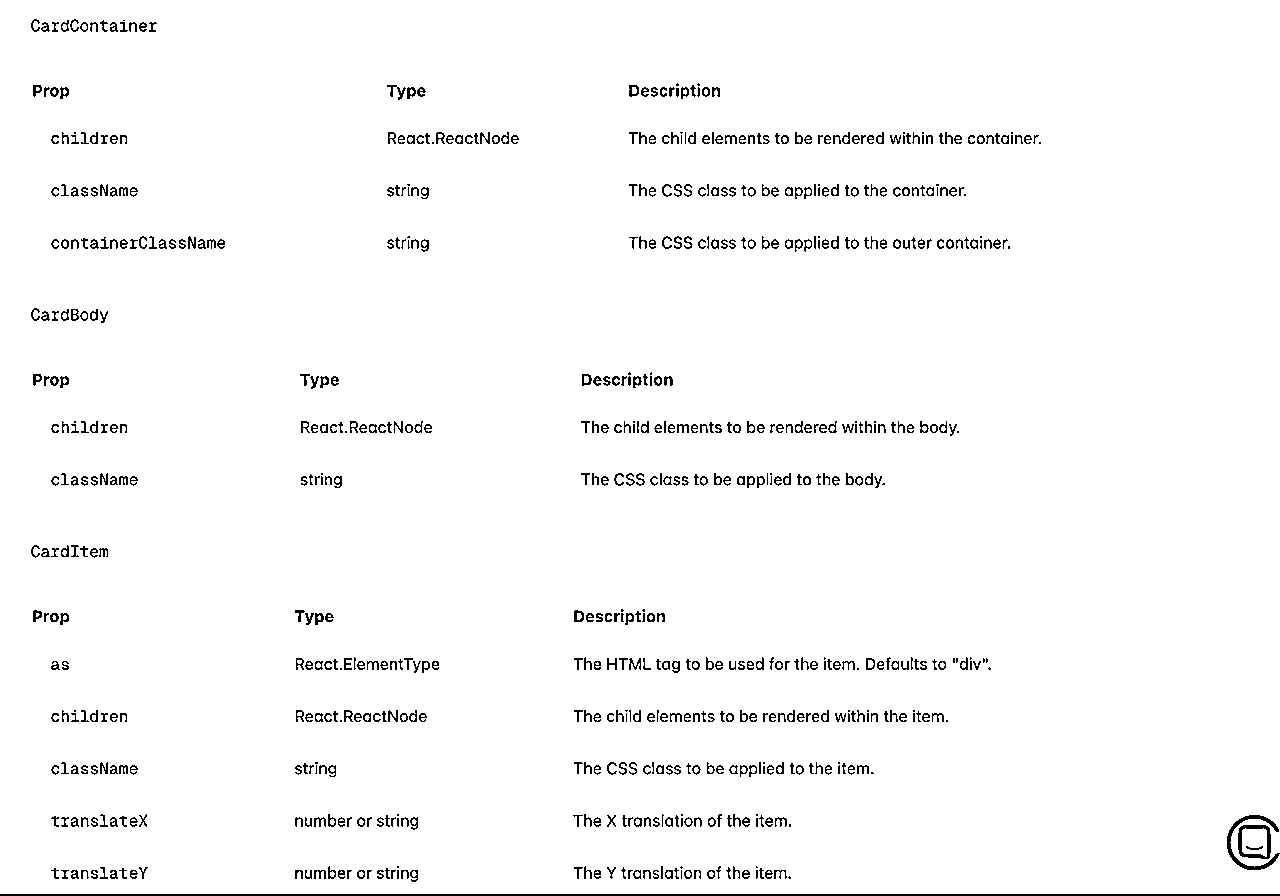 CardContainer
Prop Type Description
children React.ReactNode The child elements to be rendered within the container.
className string The CSS class to be applied to the container.
containerClassName string The CSS class to be applied to the outer container.
CardBody
Prop Type Description
children React.ReactNode The child elements to be rendered within the body.
className string The CSS class to be applied to the body.
CardItem
Prop Type Description
as React.ElementType The HTML tag to be used for the item. Defaults to "div".
children React.ReactNode The child elements to be rendered within the item.
className string The CSS class to be applied to the item.
translateX number or string The X translation of the item.
translateY number or string The Y translation of the item.